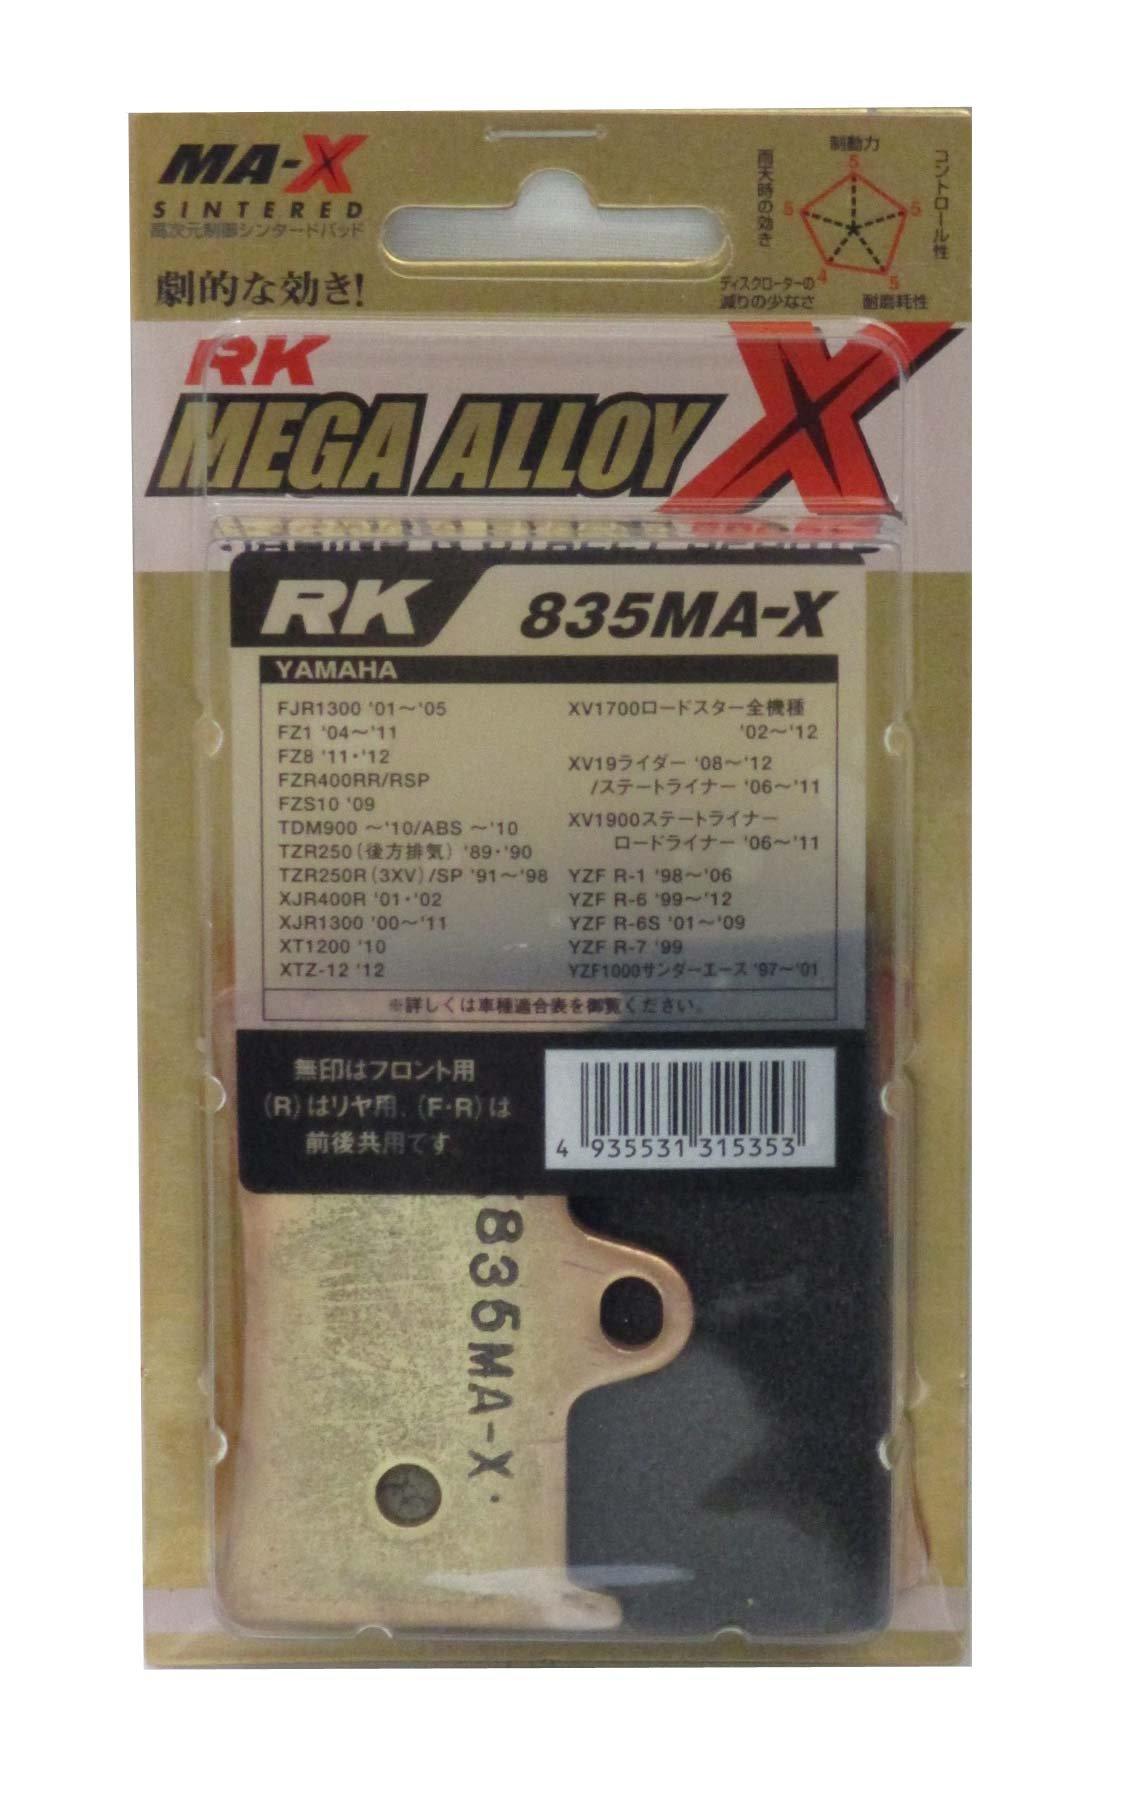 MA-X
SINTERED
高次元制御シンタードパッド
劇的な効き!
制動力
5
コントロール性
5
雨天時の効き
5
ディスクローターの
減りの少なさ
4
5
耐磨耗性
RK
MEGA ALLOY X
RK
835MA-X
YAMAHA
FJR1300 '01〜'05
FZ1 '04〜'11
FZ8 '11・'12
FZR400RR/RSP
FZS10 '09
TDM900 〜'10/ABS 〜'10
TZR250(後方排気) '89・'90
TZR250R(3XV)/SP '91〜'98
XJR400R '01・'02
XJR1300 '00〜'11
XT1200 '10
XTZ-12 '12
XV1700ロードスター全機種
'02〜'12
XV19ライダー '08〜'12
/ステートライナー '06〜'11
XV1900ステートライナー
ロードライナー '06〜'11
YZF R-1 '98〜'06
YZF R-6 '99〜'12
YZF R-6S '01〜'09
YZF R-7 '99
YZF1000サンダーエース '97〜'01
※詳しくは車種適合表を御覧ください。
無印はフロント用
(R)はリヤ用、(F・R)は
前後共用です。
4 935531 315353
835MA-X・